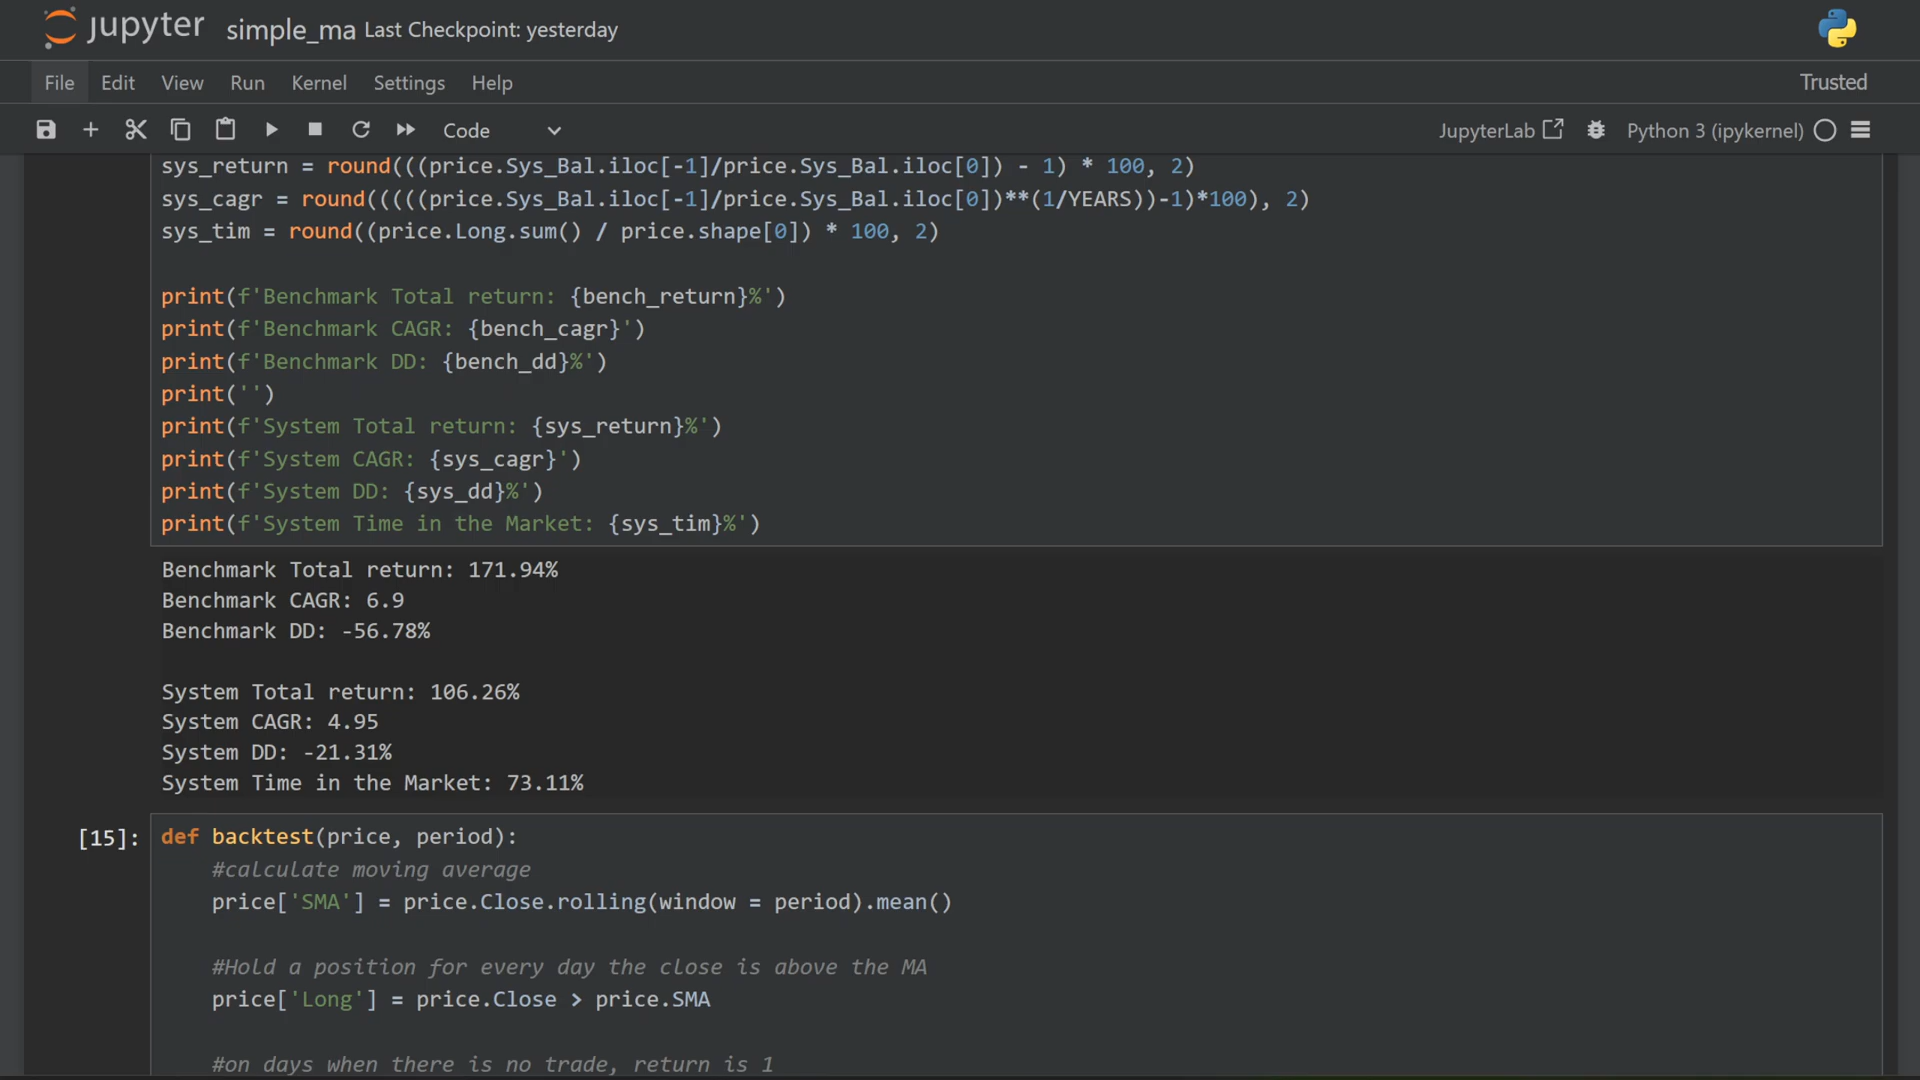 jupyter simple_ma Last Checkpoint: yesterday
File Edit View Run Kernel Settings Help Trusted
Code JupyterLab Python 3 (ipykernel)
sys_return = round(((price.Sys_Bal.iloc[-1]/price.Sys_Bal.iloc[0]) - 1) * 100, 2)
sys_cagr = round(((((price.Sys_Bal.iloc[-1]/price.Sys_Bal.iloc[0])**(1/YEARS))-1)*100), 2)
sys_tim = round((price.Long.sum() / price.shape[0]) * 100, 2)
print(f'Benchmark Total return: {bench_return}%')
print(f'Benchmark CAGR: {bench_cagr}')
print(f'Benchmark DD: {bench_dd}%')
print('')
print(f'System Total return: {sys_return}%')
print(f'System CAGR: {sys_cagr}')
print(f'System DD: {sys_dd}%')
print(f'System Time in the Market: {sys_tim}%')
Benchmark Total return: 171.94%
Benchmark CAGR: 6.9
Benchmark DD: -56.78%
System Total return: 106.26%
System CAGR: 4.95
System DD: -21.31%
System Time in the Market: 73.11%
[15]: def backtest(price, period):
#calculate moving average
price['SMA'] = price.Close.rolling(window = period).mean()
#Hold a position for every day the close is above the MA
price['Long'] = price.Close > price.SMA
#on days when there is no trade, return is 1